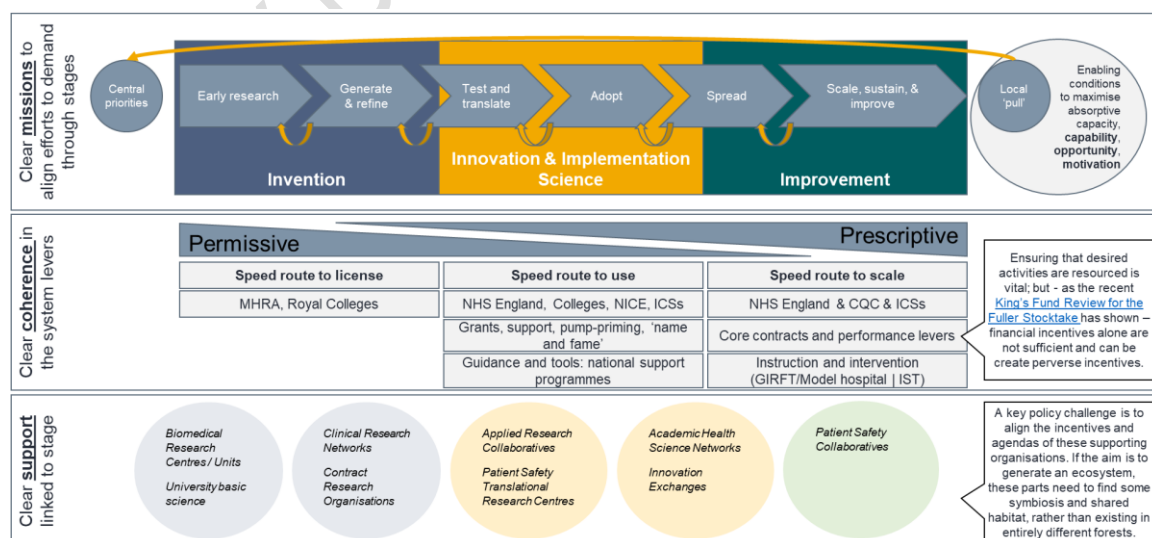 Clear missions to
align efforts to demand
through stages
Central
priorities
Early research
Generate
& refine
Test and
translate
Adopt
Spread
Scale, sustain, &
improve
Local
'pull'
Enabling
conditions
to maximise
absorptive
capacity,
capability,
opportunity,
motivation
Invention
Innovation & Implementation
Science
Improvement
Clear coherence in
the system levers
Permissive
Prescriptive
Speed route to license
Speed route to use
Speed route to scale
MHRA, Royal Colleges
NHS England, Colleges, NICE, ICSs
NHS England & CQC & ICSs
Grants, support, pump-priming, 'name
and fame'
Core contracts and performance levers
Guidance and tools: national support
programmes
Instruction and intervention
(GIRFT/Model hospital | IST)
Ensuring that desired
activities are resourced is
vital; but - as the recent
King's Fund Review for the
Fuller Stocktake has shown –
financial incentives alone are
not sufficient and can be
create perverse incentives.
Clear support
linked to stage
Biomedical
Research
Centres / Units
University basic
science
Clinical Research
Networks
Contract
Research
Organisations
Applied Research
Collaboratives
Patient Safety
Translational
Research Centres
Academic Health
Science Networks
Innovation
Exchanges
Patient Safety
Collaboratives
A key policy challenge is to
align the incentives and
agendas of these supporting
organisations. If the aim is to
generate an ecosystem,
these parts need to find some
symbiosis and shared
habitat, rather than existing in
entirely different forests.